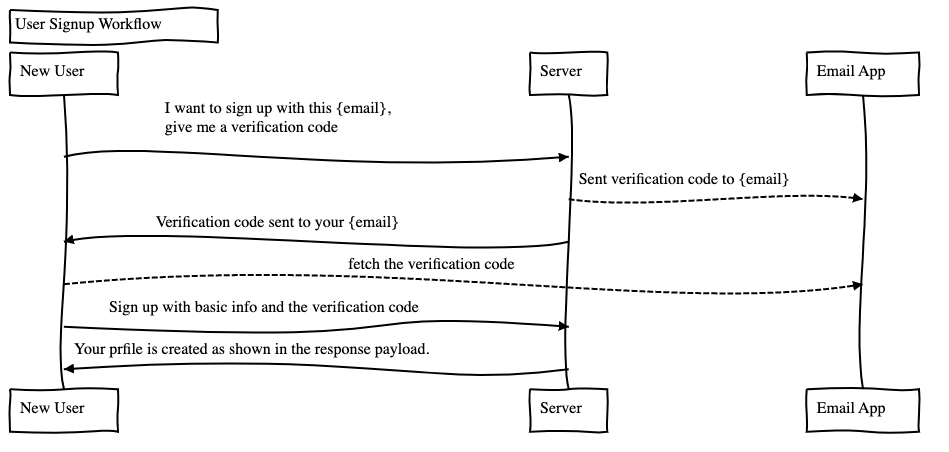 User Signup Workflow
New User
Server
Email App
I want to sign up with this {email},
give me a verification code
Sent verification code to {email}
Verification code sent to your {email}
fetch the verification code
Sign up with basic info and the verification code
Your prfile is created as shown in the response payload.
New User
Server
Email App